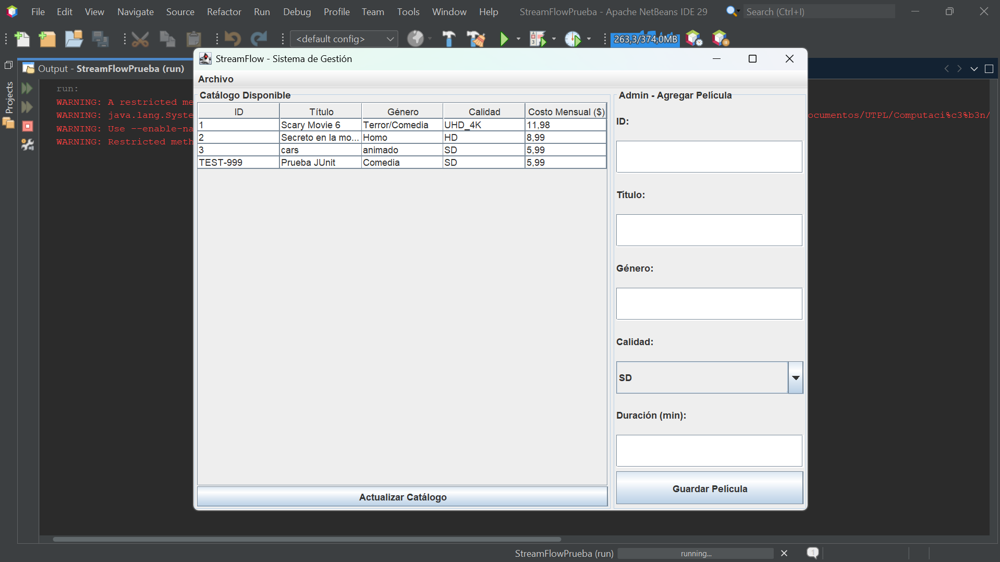 File Edit View Navigate Source Refactor Run Debug Profile Team Tools Window Help StreamFlowPrueba - Apache NetBeans IDE 29 Search (Ctrl+I)
<default config> 263,3/374,0MB
Projects
Output - StreamFlowPrueba (run)
run:
WARNING: A restricted me
WARNING: java.lang.Syste
ocumentos/UTPL/Computaci%c3%b3n/
WARNING: Use --enable-na
WARNING: Restricted meth
StreamFlow - Sistema de Gestión
Archivo
Catálogo Disponible
ID Título Género Calidad Costo Mensual ($)
1 Scary Movie 6 Terror/Comedia UHD_4K 11,98
2 Secreto en la mo... Homo HD 8,99
3 cars animado SD 5,99
TEST-999 Prueba JUnit Comedia SD 5,99
Actualizar Catálogo
Admin - Agregar Película
ID:
Título:
Género:
Calidad:
SD
Duración (min):
Guardar Película
StreamFlowPrueba (run) running... 1